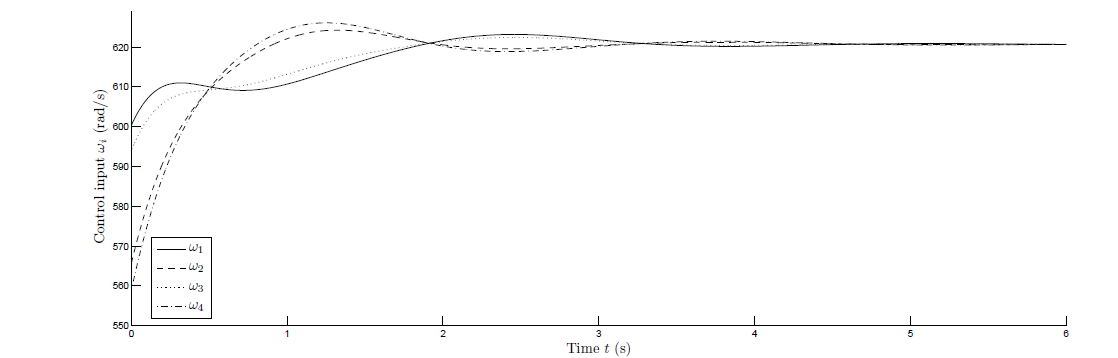 620
610
600
590
580
570
560
550
Control input ωi (rad/s)
ω1
ω2
ω3
ω4
0 1 2 3 4 5 6
Time t (s)